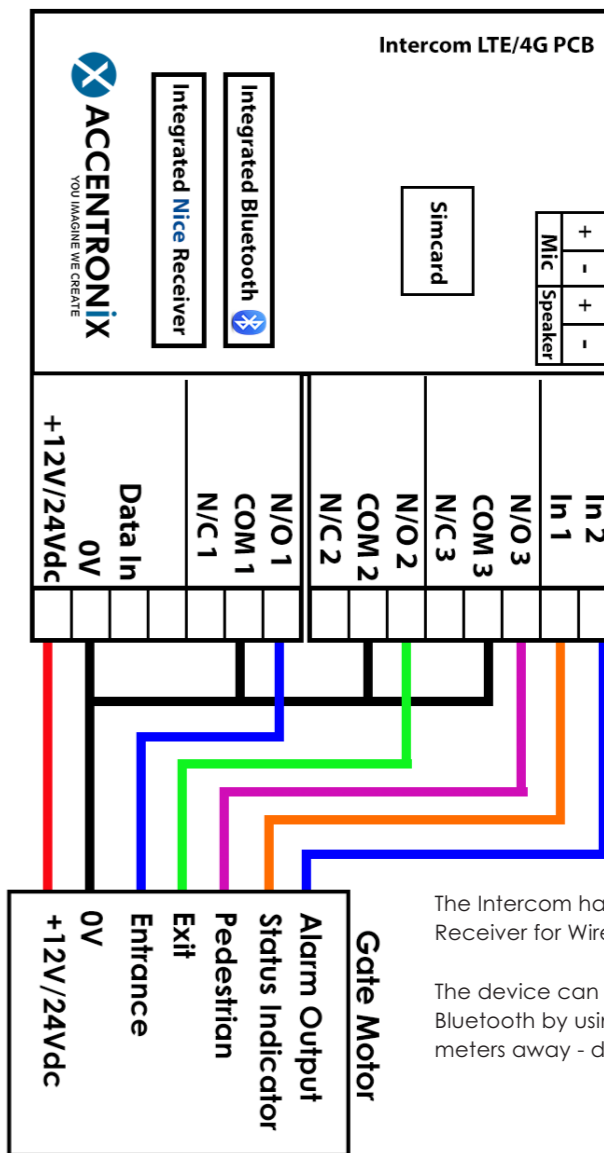 Intercom LTE/4G PCB
ACCENTRONiX
YOU IMAGINE WE CREATE
Integrated Nice Receiver
Integrated Bluetooth
Simcard
+
-
+
-
Mic
Speaker
+12V/24Vdc
0V
Data In
N/C 1
COM 1
N/O 1
N/C 2
COM 2
N/O 2
N/C 3
COM 3
N/O 3
In 1
In 2
+12V/24Vdc
0V
Entrance
Exit
Pedestrian
Status Indicator
Alarm Output
Gate Motor
The Intercom ha
Receiver for Wire
The device can
Bluetooth by usin
meters away - d